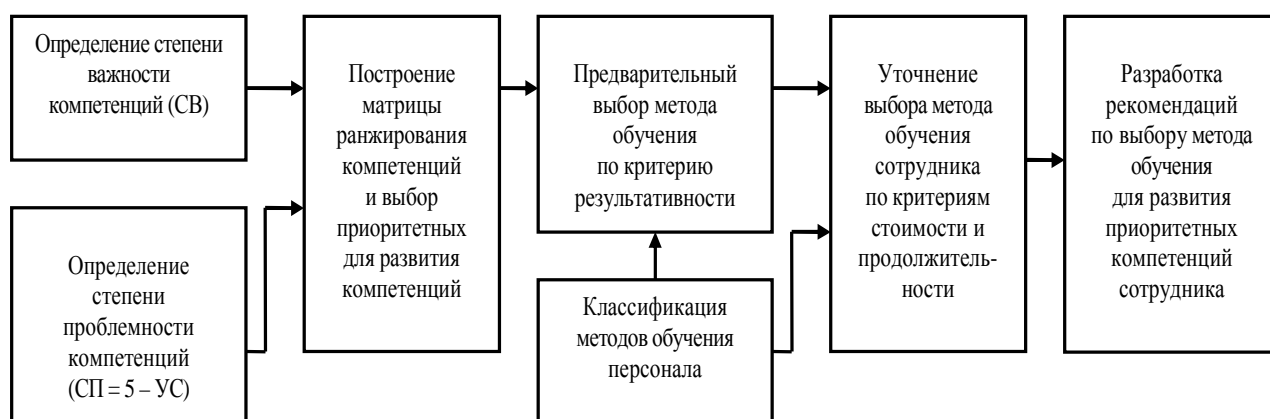 Определение степени
важности
компетенций (СВ)
Определение
степени
проблемности
компетенций
(СП = 5 – УС)
Построение
матрицы
ранжирования
компетенций
и выбор
приоритетных
для развития
компетенций
Предварительный
выбор метода
обучения
по критерию
результативности
Классификация
методов обучения
персонала
Уточнение
выбора метода
обучения
сотрудника
по критериям
стоимости и
продолжитель-
ности
Разработка
рекомендаций
по выбору метода
обучения
для развития
приоритетных
компетенций
сотрудника